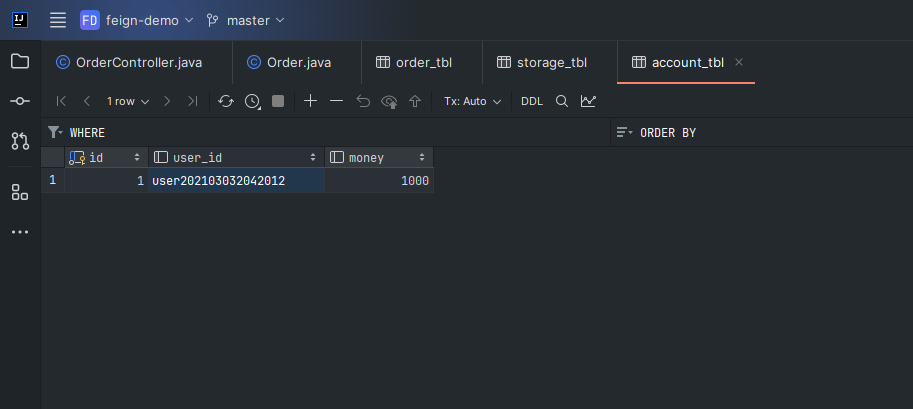 FD feign-demo master
OrderController.java Order.java order_tbl storage_tbl account_tbl
1 row Tx: Auto DDL
WHERE ORDER BY
id user_id money
1 1 user202103032042012 1000